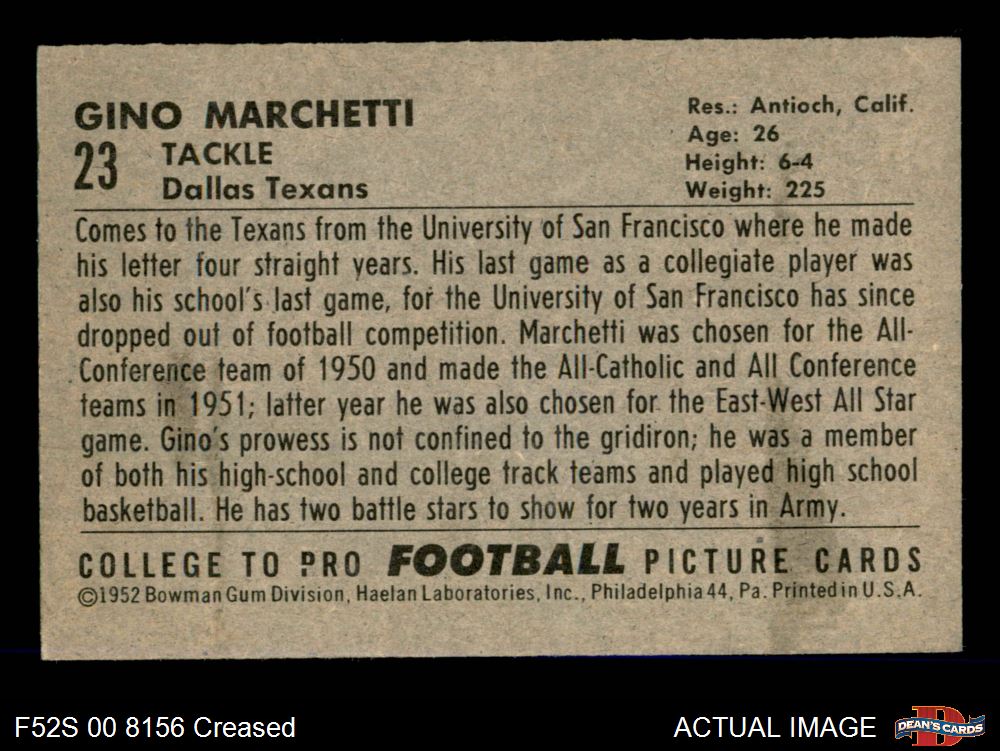 GINO MARCHETTI
23 TACKLE
Dallas Texans
Res.: Antioch, Calif.
Age: 26
Height: 6-4
Weight: 225
Comes to the Texans from the University of San Francisco where he made
his letter four straight years. His last game as a collegiate player was
also his school's last game, for the University of San Francisco has since
dropped out of football competition. Marchetti was chosen for the All-
Conference team of 1950 and made the All-Catholic and All Conference
teams in 1951; latter year he was also chosen for the East-West All Star
game. Gino's prowess is not confined to the gridiron; he was a member
of both his high-school and college track teams and played high school
basketball. He has two battle stars to show for two years in Army.
COLLEGE TO PRO FOOTBALL PICTURE CARDS
©1952 Bowman Gum Division, Haelan Laboratories, Inc., Philadelphia 44, Pa. Printed in U.S.A.
F52S 00 8156 Creased
ACTUAL IMAGE
DEAN'S CARDS